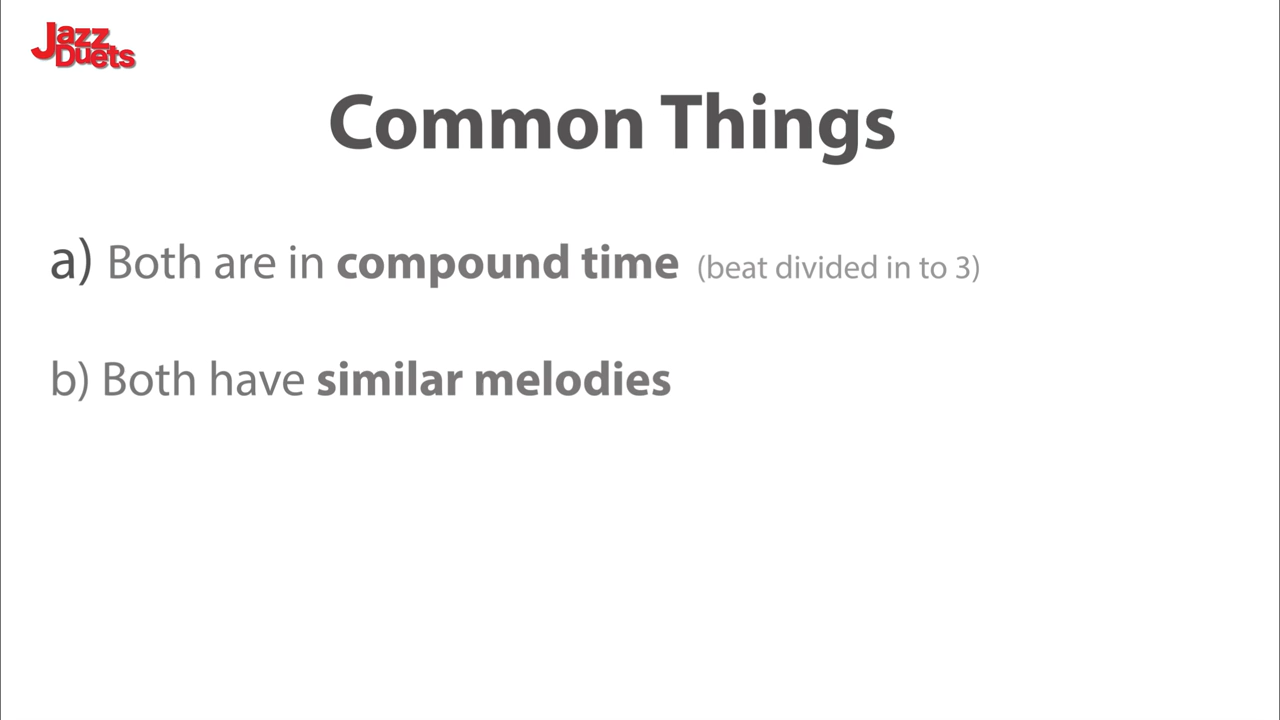 Jazz
Duets
Common Things
a) Both are in compound time (beat divided in to 3)
b) Both have similar melodies